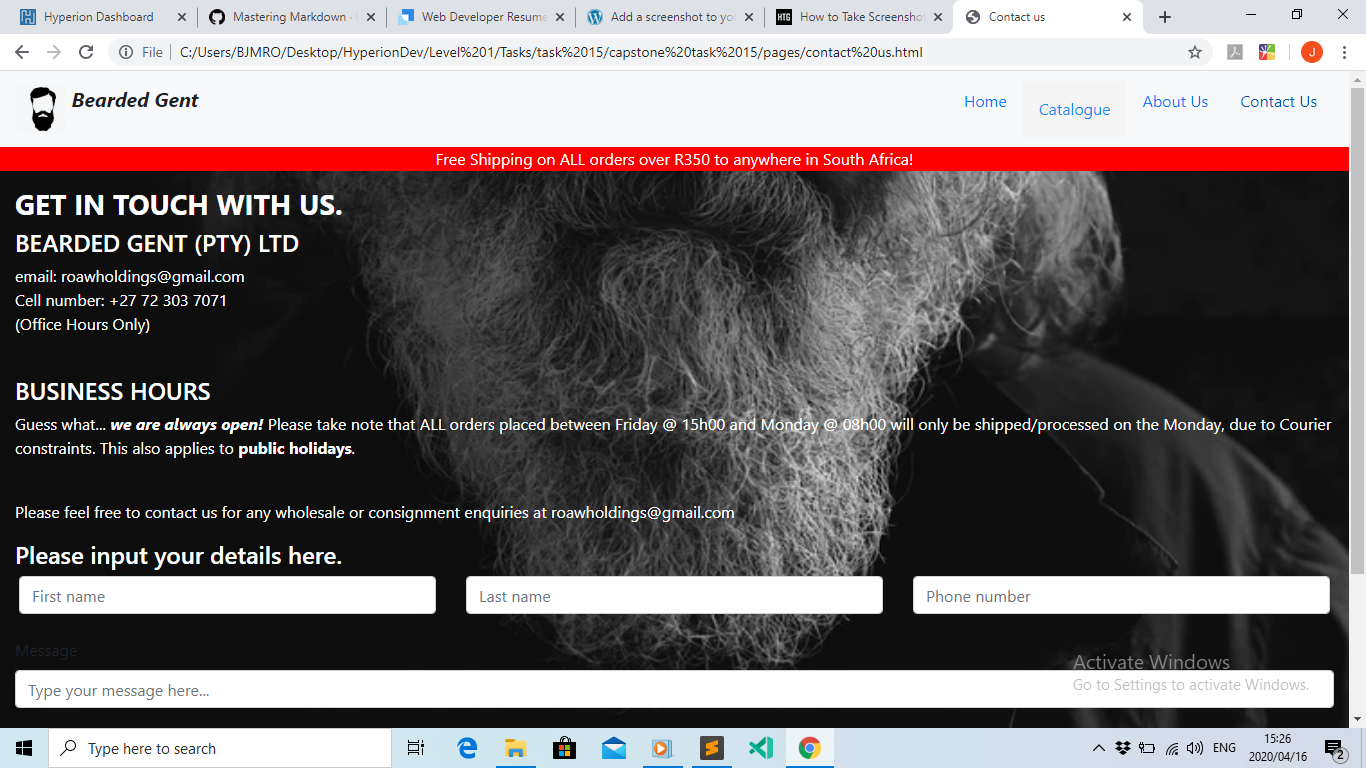 Hyperion Dashboard
Mastering Markdown ·
Web Developer Resume
Add a screenshot to yo
HTG How to Take Screenshot
Contact us
File C:/Users/BJMRO/Desktop/HyperionDev/Level%201/Tasks/task%2015/capstone%20task%2015/pages/contact%20us.html
J
Bearded Gent
Home
Catalogue
About Us
Contact Us
Free Shipping on ALL orders over R350 to anywhere in South Africa!
GET IN TOUCH WITH US.
BEARDED GENT (PTY) LTD
email: roawholdings@gmail.com
Cell number: +27 72 303 7071
(Office Hours Only)
BUSINESS HOURS
Guess what... we are always open! Please take note that ALL orders placed between Friday @ 15h00 and Monday @ 08h00 will only be shipped/processed on the Monday, due to Courier
constraints. This also applies to public holidays.
Please feel free to contact us for any wholesale or consignment enquiries at roawholdings@gmail.com
Please input your details here.
First name
Last name
Phone number
Message
Type your message here...
Activate Windows
Go to Settings to activate Windows.
Type here to search
ENG
15:26
2020/04/16
2